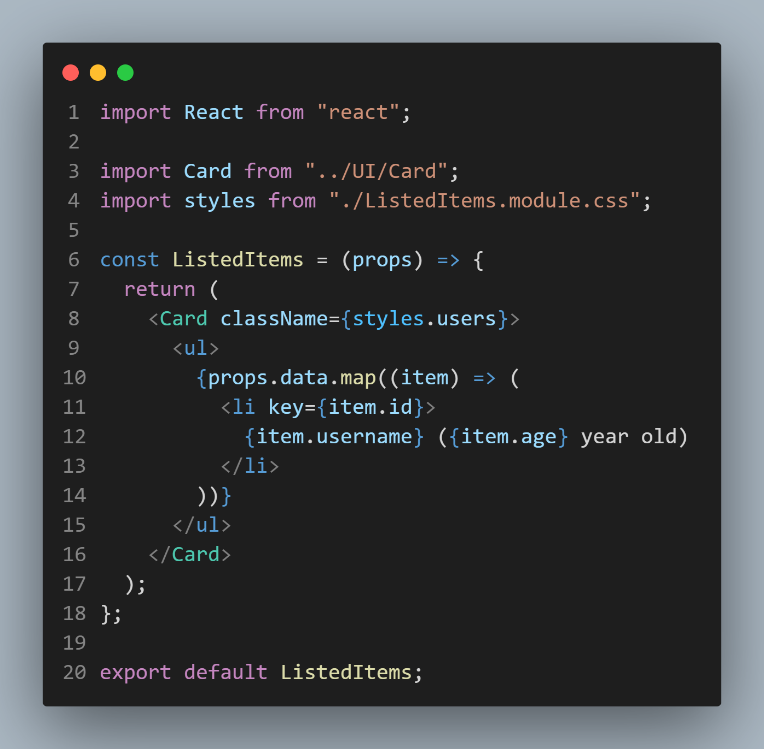 1 import React from "react";
2
3 import Card from "../UI/Card";
4 import styles from "./ListedItems.module.css";
5
6 const ListedItems = (props) => {
7   return (
8     <Card className={styles.users}>
9       <ul>
10         {props.data.map((item) => (
11           <li key={item.id}>
12             {item.username} ({item.age} year old)
13           </li>
14         ))}
15       </ul>
16     </Card>
17   );
18 };
19
20 export default ListedItems;